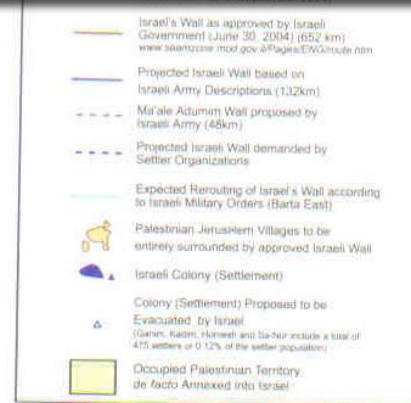 Israel's Wall as approved by Israeli
Government (June 30, 2004) (652 km)
www.seamzone.mod.gov.il/Pages/ENG/route.htm
Projected Israeli Wall based on
Israeli Army Descriptions (132km)
Ma'ale Adumim Wall proposed by
Israeli Army (48km)
Projected Israeli Wall demanded by
Settler Organizations
Expected Rerouting of Israel's Wall according
to Israeli Military Orders (Barta East)
Palestinian Jerusalem Villages to be
entirely surrounded by approved Israeli Wall
Israeli Colony (Settlement)
Colony (Settlement) Proposed to be
Evacuated by Israel
(Ganim, Kadim, Homesh and Sa-Nur include a total of
475 settlers or 0.12% of the settler population)
Occupied Palestinian Territory
de facto Annexed into Israel